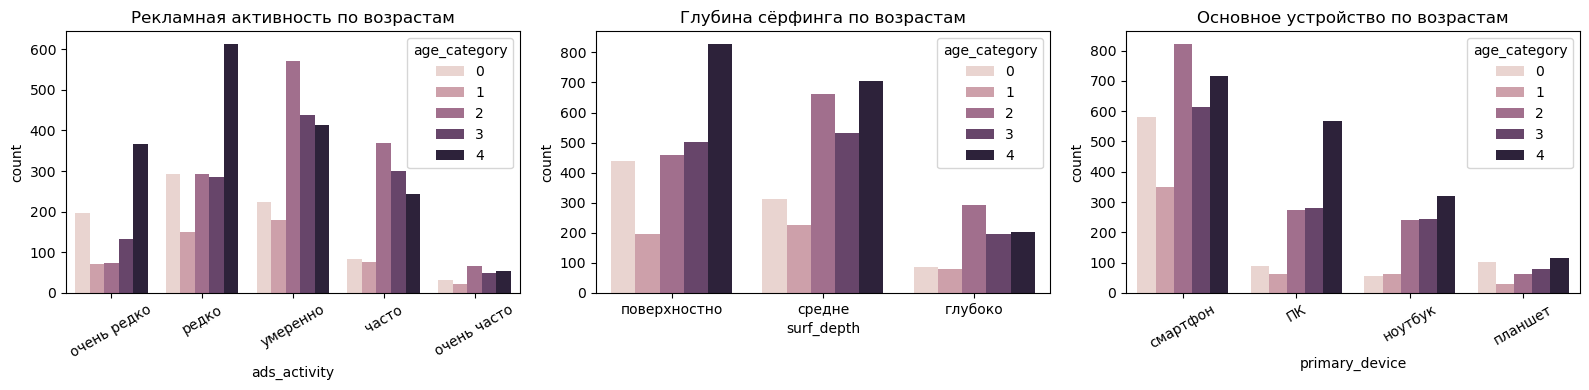 Рекламная активность по возрастам
age_category
0
1
2
3
4
600
500
400
300
200
100
0
count
очень редко
редко
умеренно
часто
очень часто
ads_activity
Глубина сёрфинга по возрастам
age_category
0
1
2
3
4
800
700
600
500
400
300
200
100
0
count
поверхностно
средне
глубоко
surf_depth
Основное устройство по возрастам
age_category
0
1
2
3
4
800
700
600
500
400
300
200
100
0
count
смартфон
ПК
ноутбук
планшет
primary_device